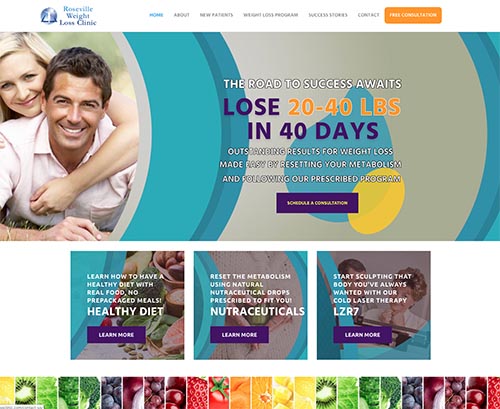 Roseville
Weight
Loss Clinic
HOME ABOUT NEW PATIENTS WEIGHT LOSS PROGRAM SUCCESS STORIES CONTACT FREE CONSULTATION
THE ROAD TO SUCCESS AWAITS
LOSE 20-40 LBS
IN 40 DAYS
OUTSTANDING RESULTS FOR WEIGHT LOSS
MADE EASY BY RESETTING YOUR METABOLISM
AND FOLLOWING OUR PRESCRIBED PROGRAM
SCHEDULE A CONSULTATION
LEARN HOW TO HAVE A
HEALTHY DIET WITH
REAL FOOD, NO
PREPACKAGED MEALS!
HEALTHY DIET
LEARN MORE
RESET THE METABOLISM
USING NATURAL
NUTRACEUTICAL DROPS
PRESCRIBED TO FIT YOU!
NUTRACEUTICALS
LEARN MORE
START SCULPTING THAT
BODY YOU'VE ALWAYS
WANTED WITH OUR
COLD LASER THERAPY
LZR7
LEARN MORE